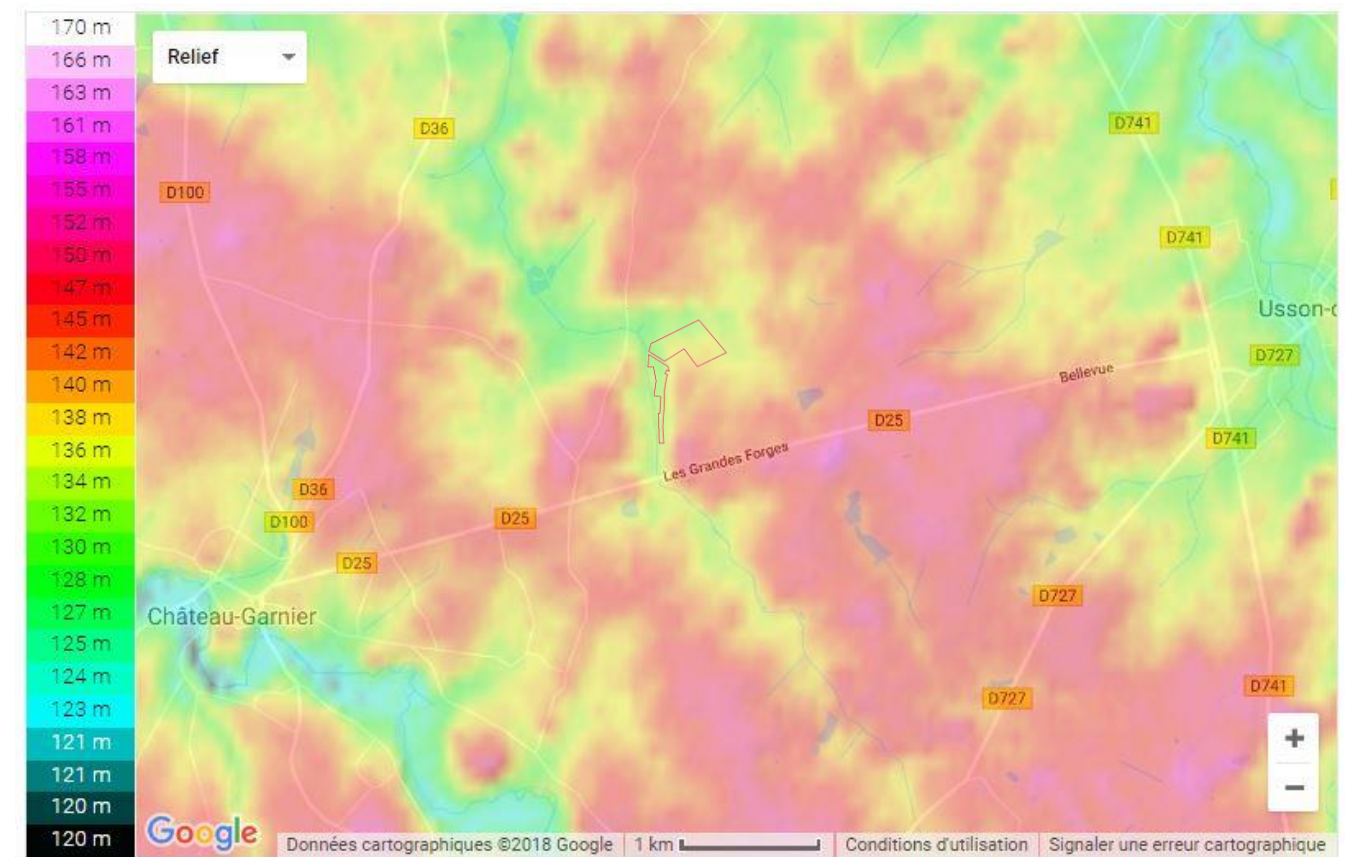 170 m
166 m
163 m
161 m
158 m
155 m
152 m
150 m
147 m
145 m
142 m
140 m
138 m
136 m
134 m
132 m
130 m
128 m
127 m
125 m
124 m
123 m
121 m
121 m
120 m
120 m
Relief
D36
D741
D100
D741
Usson-
D727
Bellevue
D25
D741
Les Grandes Forges
D36
D100
D25
D25
D727
Château-Garnier
D741
D727
+
−
Google
Données cartographiques ©2018 Google
1 km
Conditions d'utilisation
Signaler une erreur cartographique